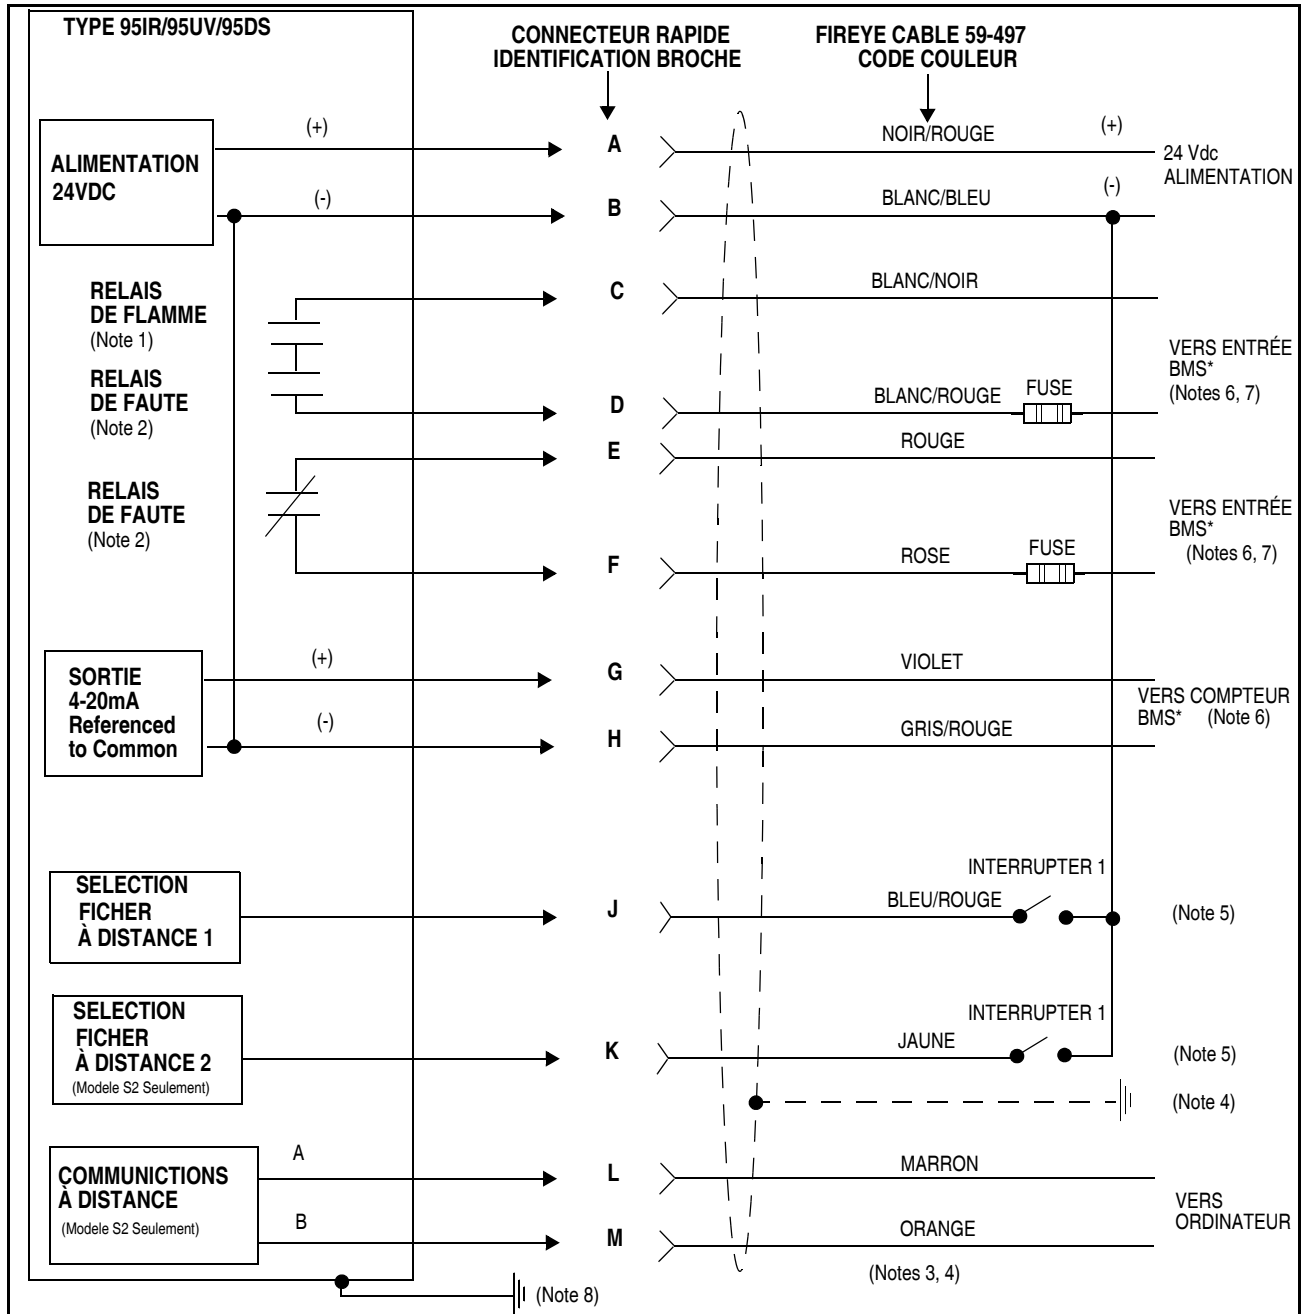 TYPE 95IR/95UV/95DS
CONNECTEUR RAPIDE
IDENTIFICATION BROCHE
FIREYE CABLE 59-497
CODE COULEUR
ALIMENTATION
24VDC
(+)
A
NOIR/ROUGE
(+)
24 Vdc
ALIMENTATION
(-)
B
BLANC/BLEU
(-)
RELAIS
DE FLAMME
(Note 1)
C
BLANC/NOIR
RELAIS
DE FAUTE
(Note 2)
D
BLANC/ROUGE
FUSE
VERS ENTRÉE
BMS*
(Notes 6, 7)
E
ROUGE
RELAIS
DE FAUTE
(Note 2)
F
ROSE
FUSE
VERS ENTRÉE
BMS*
(Notes 6, 7)
SORTIE
4-20mA
Referenced
to Common
(+)
G
VIOLET
(-)
H
GRIS/ROUGE
VERS COMPTEUR
BMS* (Note 6)
SELECTION
FICHER
À DISTANCE 1
J
BLEU/ROUGE
INTERRUPTER 1
(Note 5)
SELECTION
FICHER
À DISTANCE 2
(Modele S2 Seulement)
K
JAUNE
INTERRUPTER 1
(Note 5)
(Note 4)
COMMUNICTIONS
À DISTANCE
(Modele S2 Seulement)
A
L
MARRON
B
M
ORANGE
VERS
ORDINATEUR
(Notes 3, 4)
(Note 8)